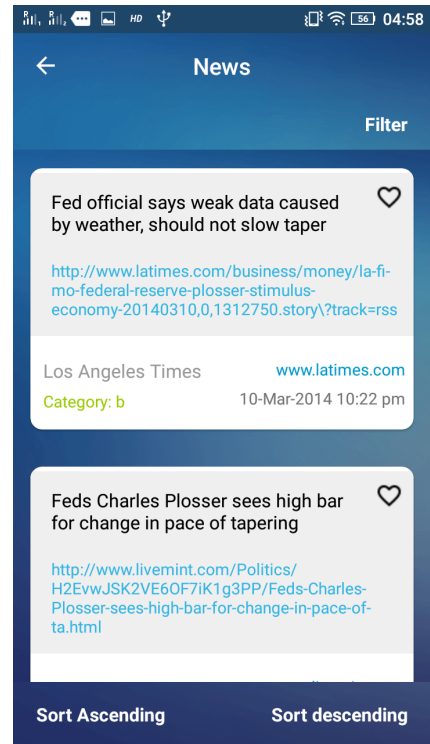 R R HD 56 04:58
News
Filter
Fed official says weak data caused
by weather, should not slow taper
http://www.latimes.com/business/money/la-fi-
mo-federal-reserve-plosser-stimulus-
economy-20140310,0,1312750.story\?track=rss
Los Angeles Times www.latimes.com
Category: b 10-Mar-2014 10:22 pm
Feds Charles Plosser sees high bar
for change in pace of tapering
http://www.livemint.com/Politics/
H2EvwJSK2VE6OF7iK1g3PP/Feds-Charles-
Plosser-sees-high-bar-for-change-in-pace-of-
ta.html
Sort Ascending Sort descending